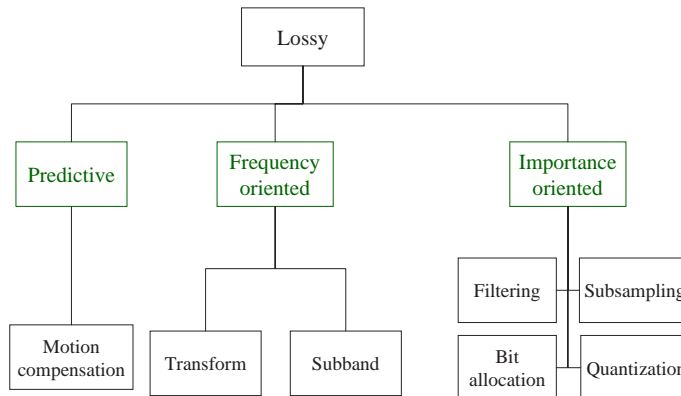 Lossy
Predictive
Frequency
oriented
Importance
oriented
Filtering
Subsampling
Motion
compensation
Transform
Subband
Bit
allocation
Quantization